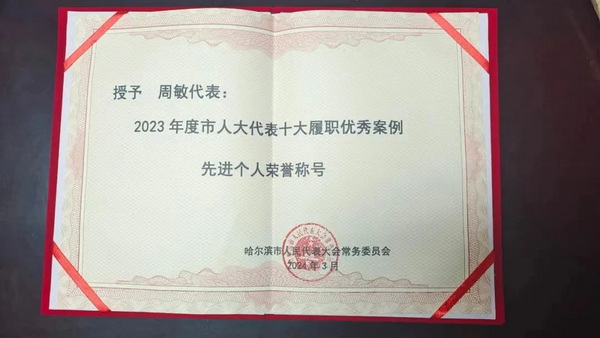 授予 周敏代表：
2023年度市人大代表十大履职优秀案例
先进个人荣誉称号
哈尔滨市人民代表大会常务委员会
2024年3月